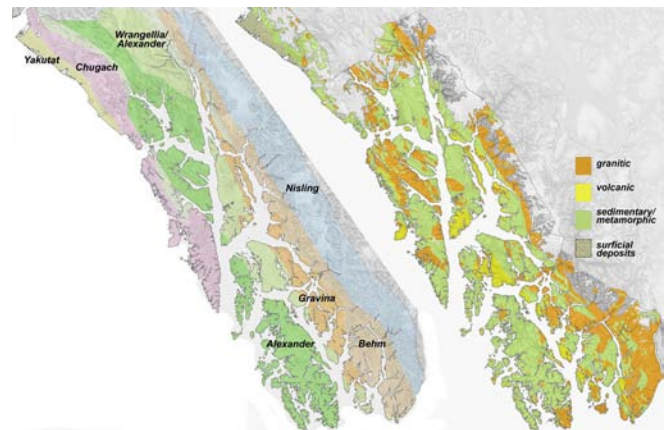 Wrangellia/
Alexander
Yakutat
Chugach
Nisling
Gravina
Alexander
Behm
granitic
volcanic
sedimentary/
metamorphic
surficial
deposits